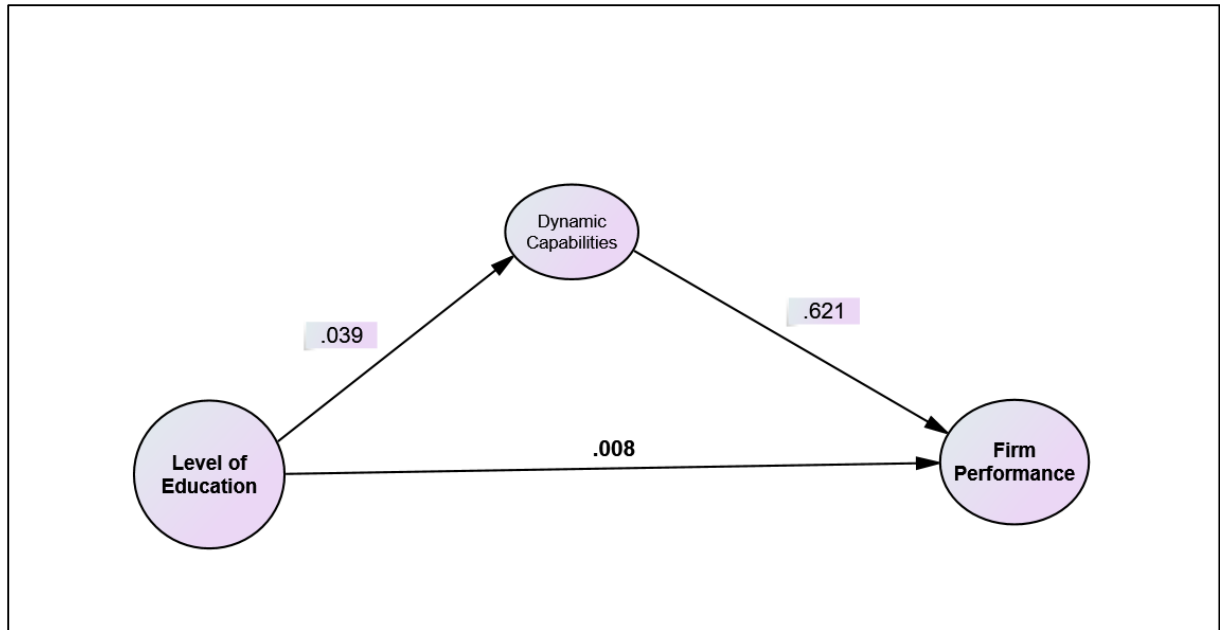 Dynamic
Capabilities
.039
.621
.008
Level of
Education
Firm
Performance